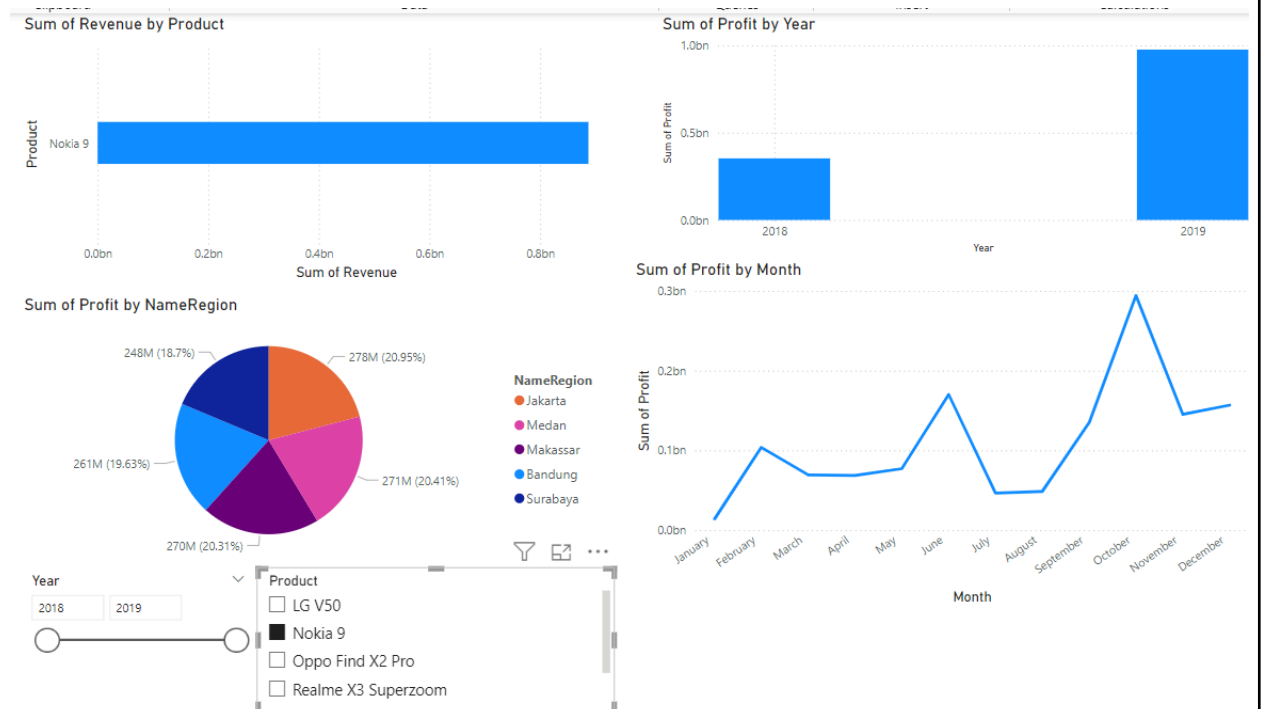 Sum of Revenue by Product
Product
Nokia 9
0.0bn 0.2bn 0.4bn 0.6bn 0.8bn
Sum of Revenue
Sum of Profit by Year
Sum of Profit
1.0bn
0.5bn
0.0bn
2018 2019
Year
Sum of Profit by NameRegion
248M (18.7%)
278M (20.95%)
261M (19.63%)
271M (20.41%)
270M (20.31%)
NameRegion
Jakarta
Medan
Makassar
Bandung
Surabaya
Sum of Profit by Month
Sum of Profit
0.3bn
0.2bn
0.1bn
0.0bn
January February March April May June July August September October November December
Month
Year
2018 2019
Product
LG V50
Nokia 9
Oppo Find X2 Pro
Realme X3 Superzoom